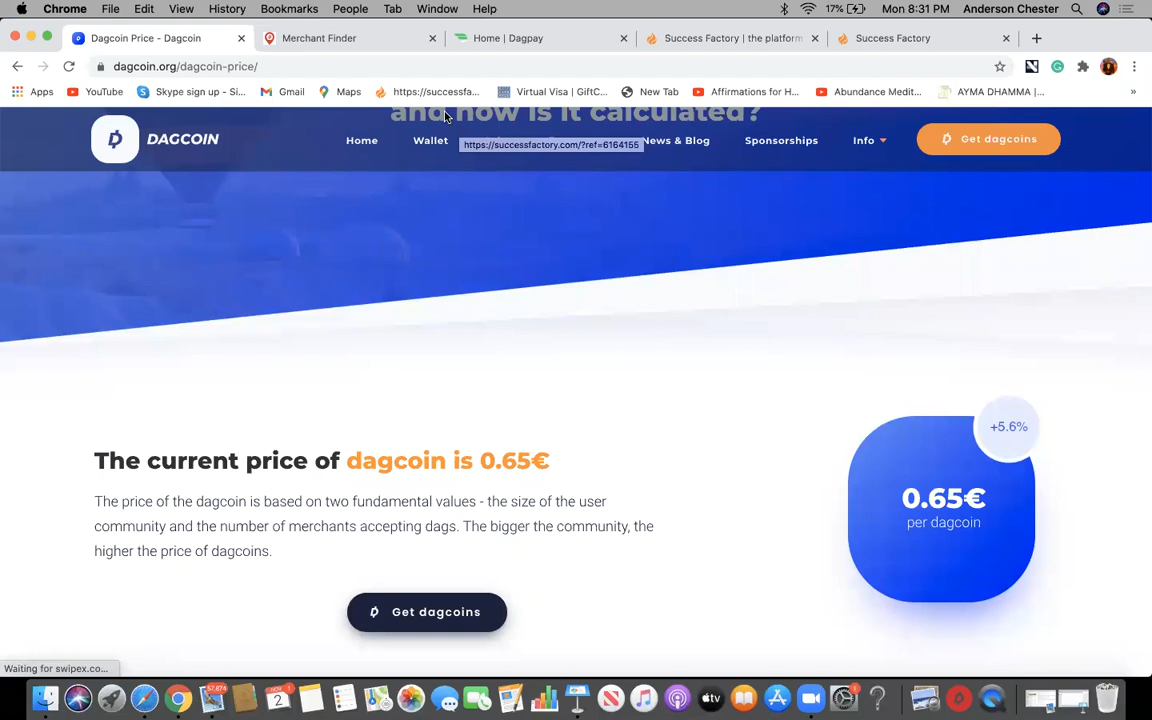 Chrome File Edit View History Bookmarks People Tab Window Help 17% Mon 8:31 PM Anderson Chester
Dagcoin Price - Dagcoin Merchant Finder Home | Dagpay Success Factory | the platform Success Factory
dagcoin.org/dagcoin-price/
Apps YouTube Skype sign up - Si... Gmail Maps https://successfa... Virtual Visa | GiftC... New Tab Affirmations for H... Abundance Medit... AYMA DHAMMA |... »
and how is it calculated?
DAGCOIN Home Wallet News & Blog Sponsorships Info Get dagcoins
https://successfactory.com/?ref=6164155
+5.6%
The current price of dagcoin is 0.65€
0.65€
per dagcoin
The price of the dagcoin is based on two fundamental values - the size of the user
community and the number of merchants accepting dags. The bigger the community, the
higher the price of dagcoins.
Get dagcoins
Waiting for swipex.co...